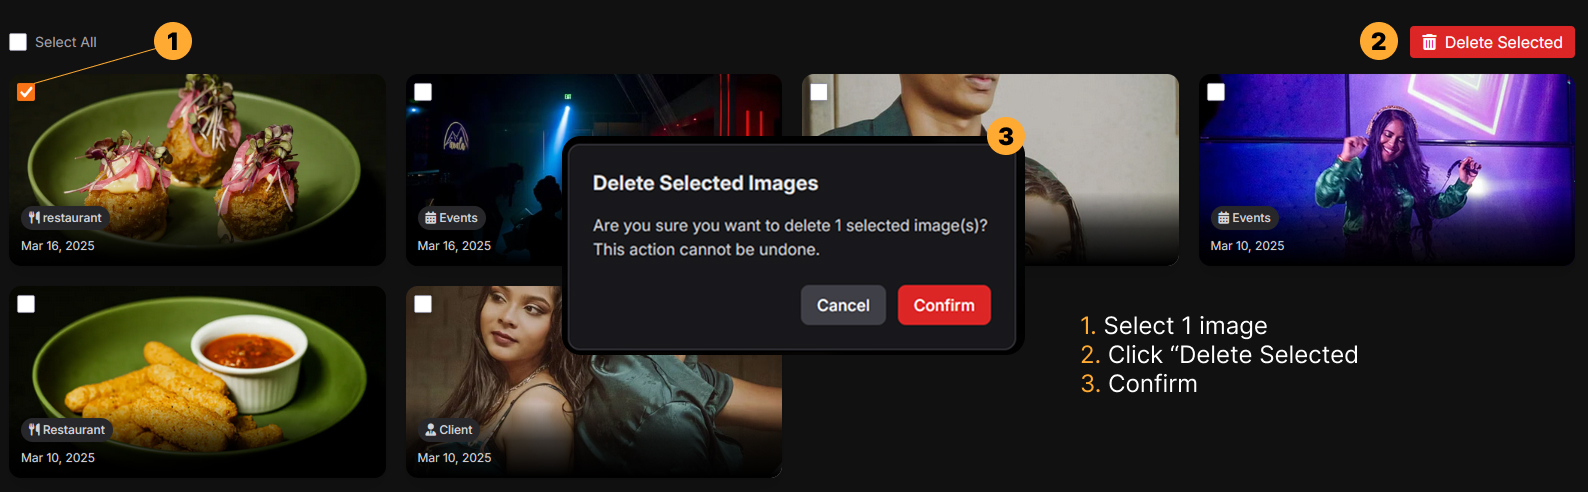 Select All
1
2
Delete Selected
3
Delete Selected Images
Are you sure you want to delete 1 selected image(s)?
This action cannot be undone.
Cancel
Confirm
restaurant
Mar 16, 2025
Events
Mar 16, 2025
Events
Mar 10, 2025
Restaurant
Mar 10, 2025
Client
Mar 10, 2025
1. Select 1 image
2. Click “Delete Selected
3. Confirm